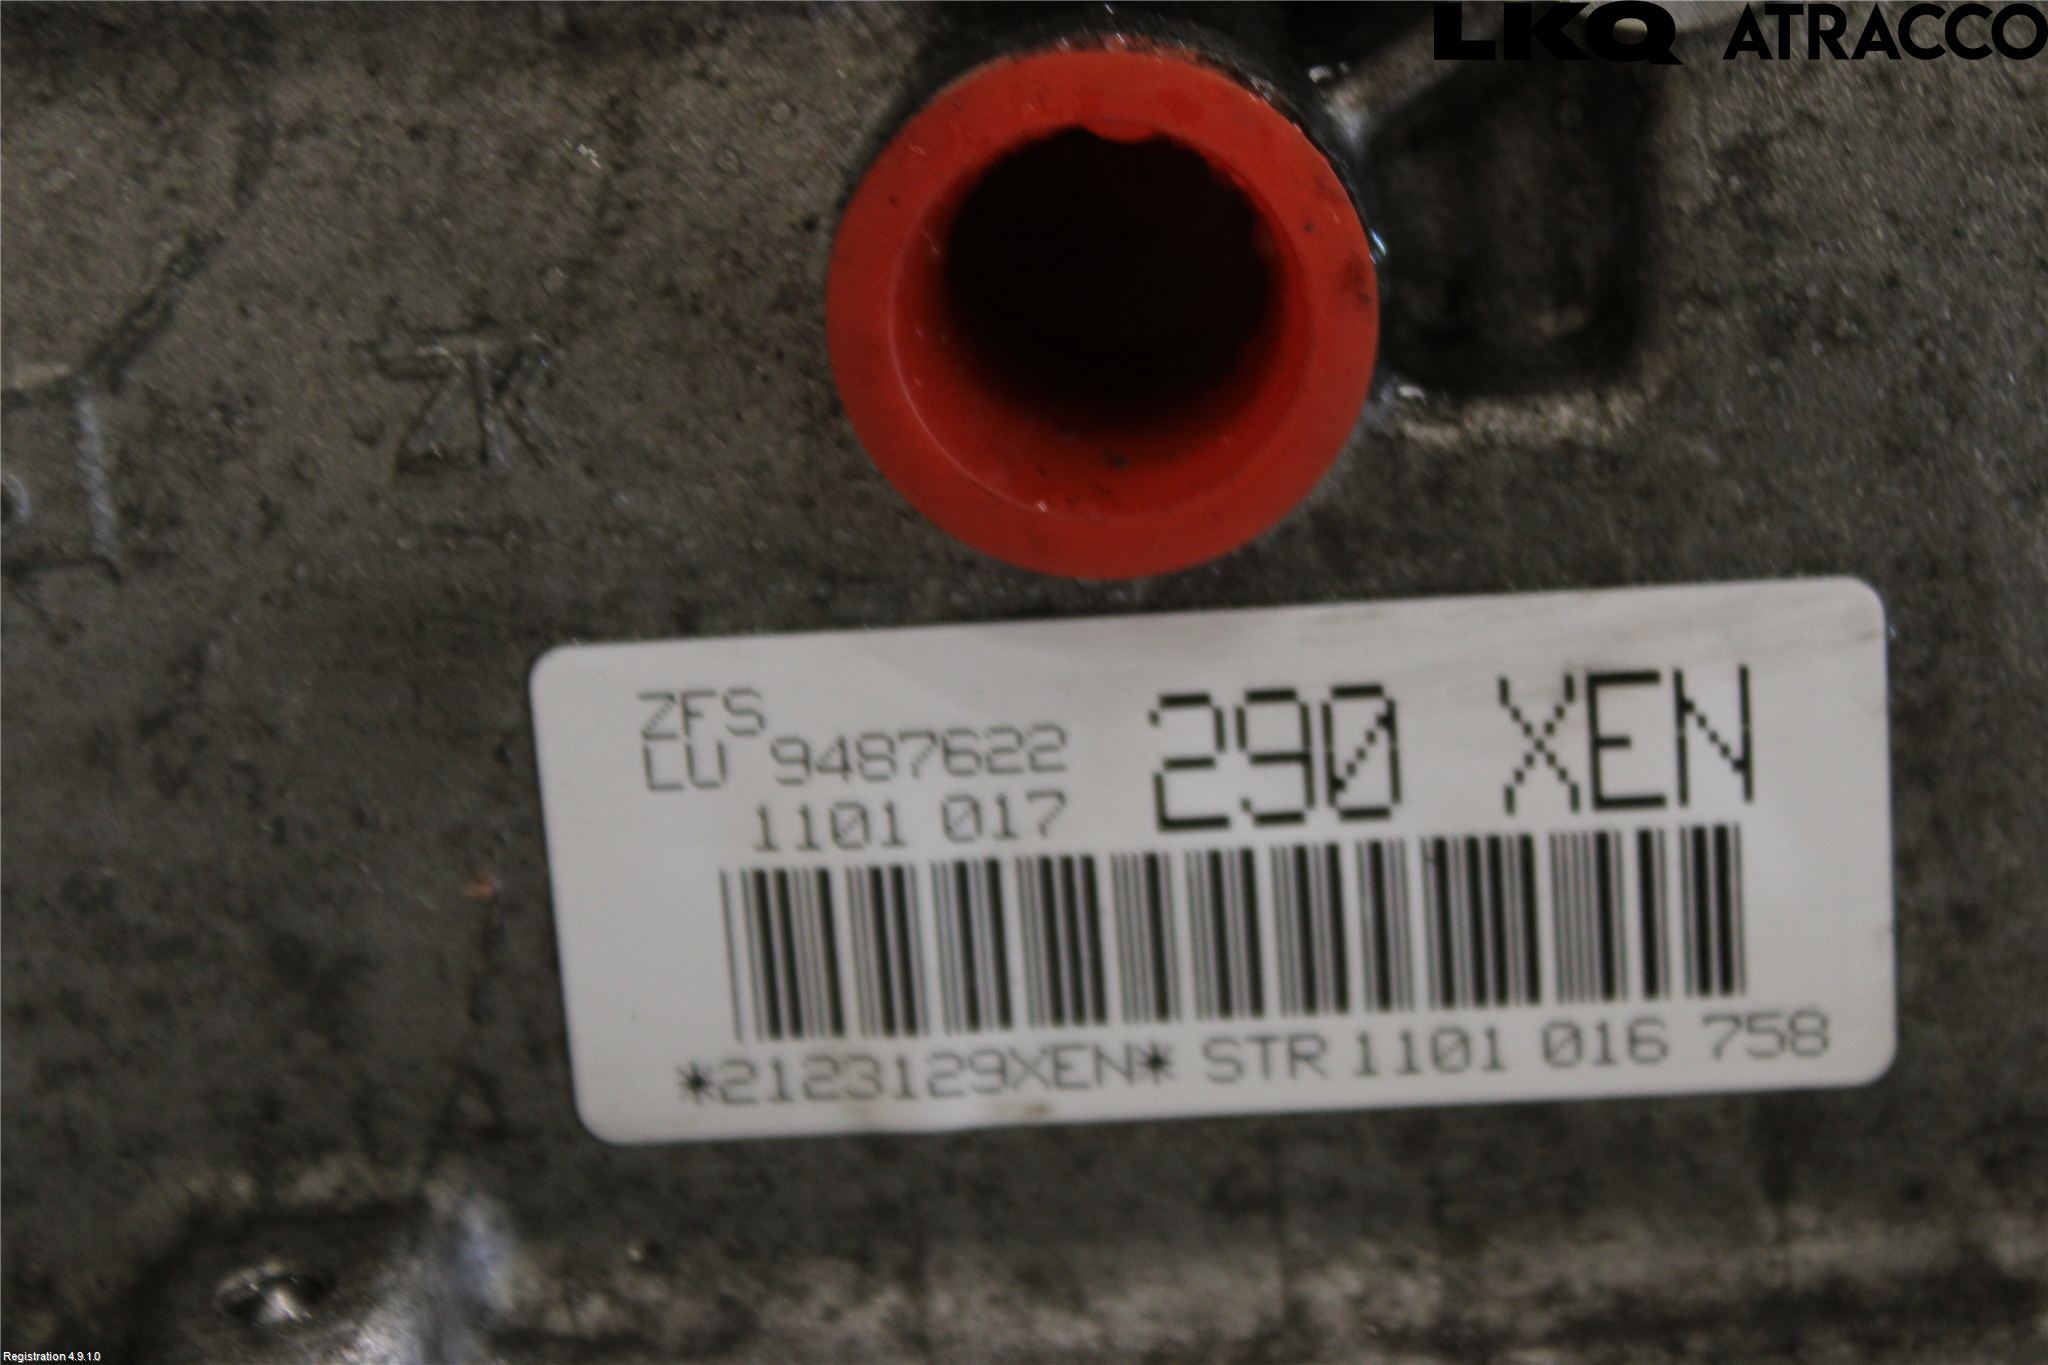 LKQ ATRACCO
ZK
ZFS
LU 9487622
290 XEN
1101 017
*2123129XEN* STR 1101 016 758
Registration 4.9.1.0